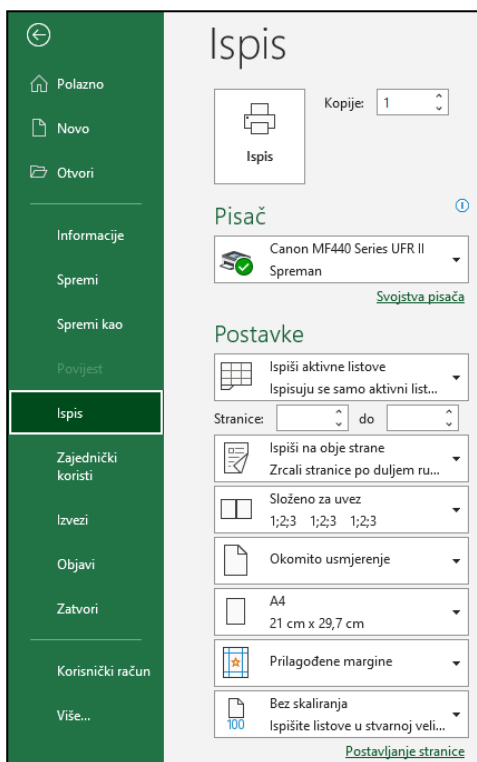 Polazno
Novo
Otvori
Informacije
Spremi
Spremi kao
Povijest
Ispis
Zajednički
koristi
Izvezi
Objavi
Zatvori
Korisnički račun
Više...
Ispis
Ispis
Kopije: 1
Pisač
Canon MF440 Series UFR II
Spreman
Svojstva pisača
Postavke
Ispiši aktivne listove
Ispisuju se samo aktivni list...
Stranice: do
Ispiši na obje strane
Zrcali stranice po duljem ru...
Složeno za uvez
1;2;3 1;2;3 1;2;3
Okomito usmjerenje
A4
21 cm x 29,7 cm
Prilagođene margine
Bez skaliranja
Ispišite listove u stvarnoj veli...
100
Postavljanje stranice